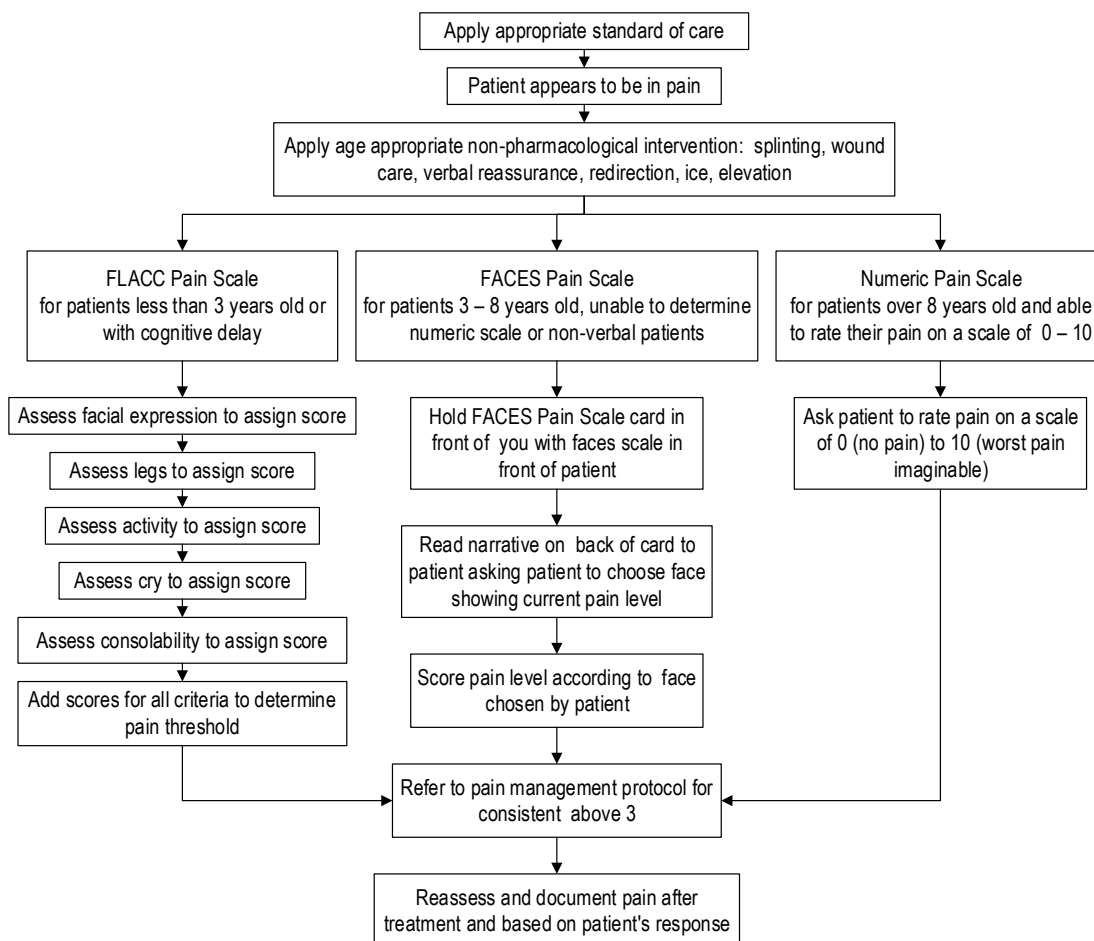 Apply appropriate standard of care
Patient appears to be in pain
Apply age appropriate non-pharmacological intervention: splinting, wound
care, verbal reassurance, redirection, ice, elevation
FLACC Pain Scale
for patients less than 3 years old or
with cognitive delay
Assess facial expression to assign score
Assess legs to assign score
Assess activity to assign score
Assess cry to assign score
Assess consolability to assign score
Add scores for all criteria to determine
pain threshold
FACES Pain Scale
for patients 3 – 8 years old, unable to determine
numeric scale or non-verbal patients
Hold FACES Pain Scale card in
front of you with faces scale in
front of patient
Read narrative on back of card to
patient asking patient to choose face
showing current pain level
Score pain level according to face
chosen by patient
Numeric Pain Scale
for patients over 8 years old and able
to rate their pain on a scale of 0 – 10
Ask patient to rate pain on a scale
of 0 (no pain) to 10 (worst pain
imaginable)
Refer to pain management protocol for
consistent above 3
Reassess and document pain after
treatment and based on patient's
response